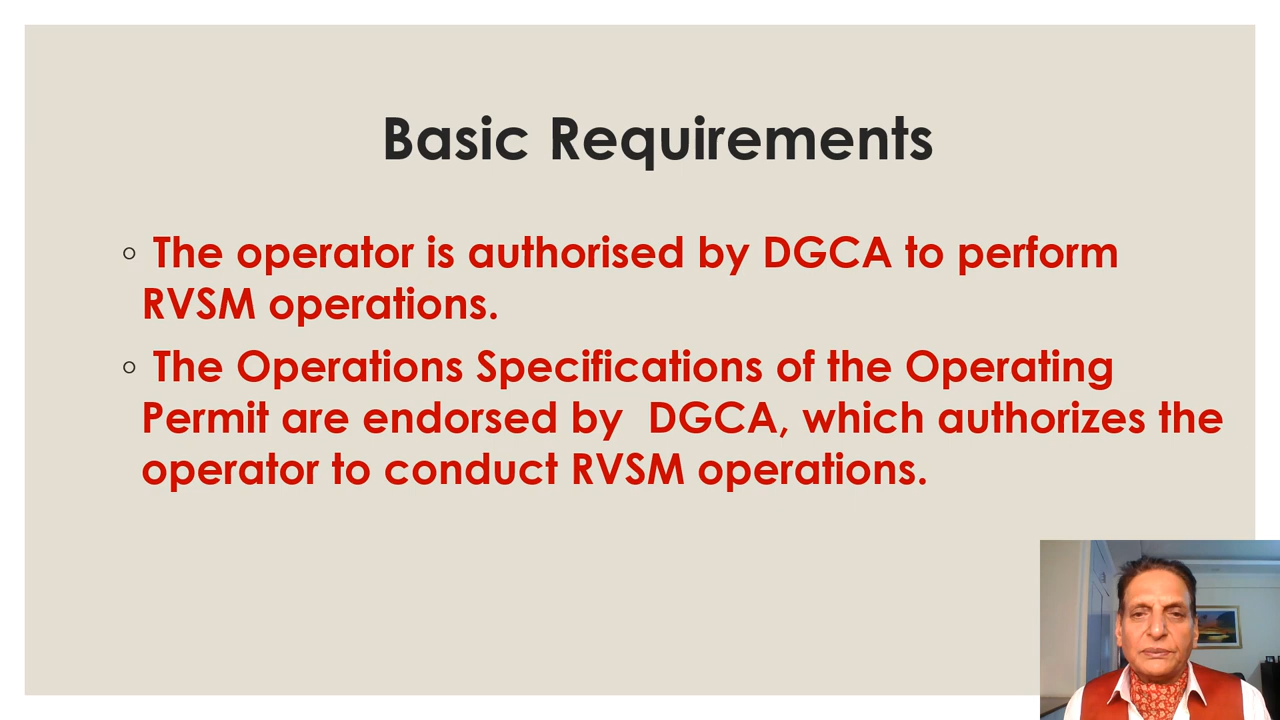 Basic Requirements
◦ The operator is authorised by DGCA to perform
RVSM operations.
◦ The Operations Specifications of the Operating
Permit are endorsed by  DGCA, which authorizes the
operator to conduct RVSM operations.